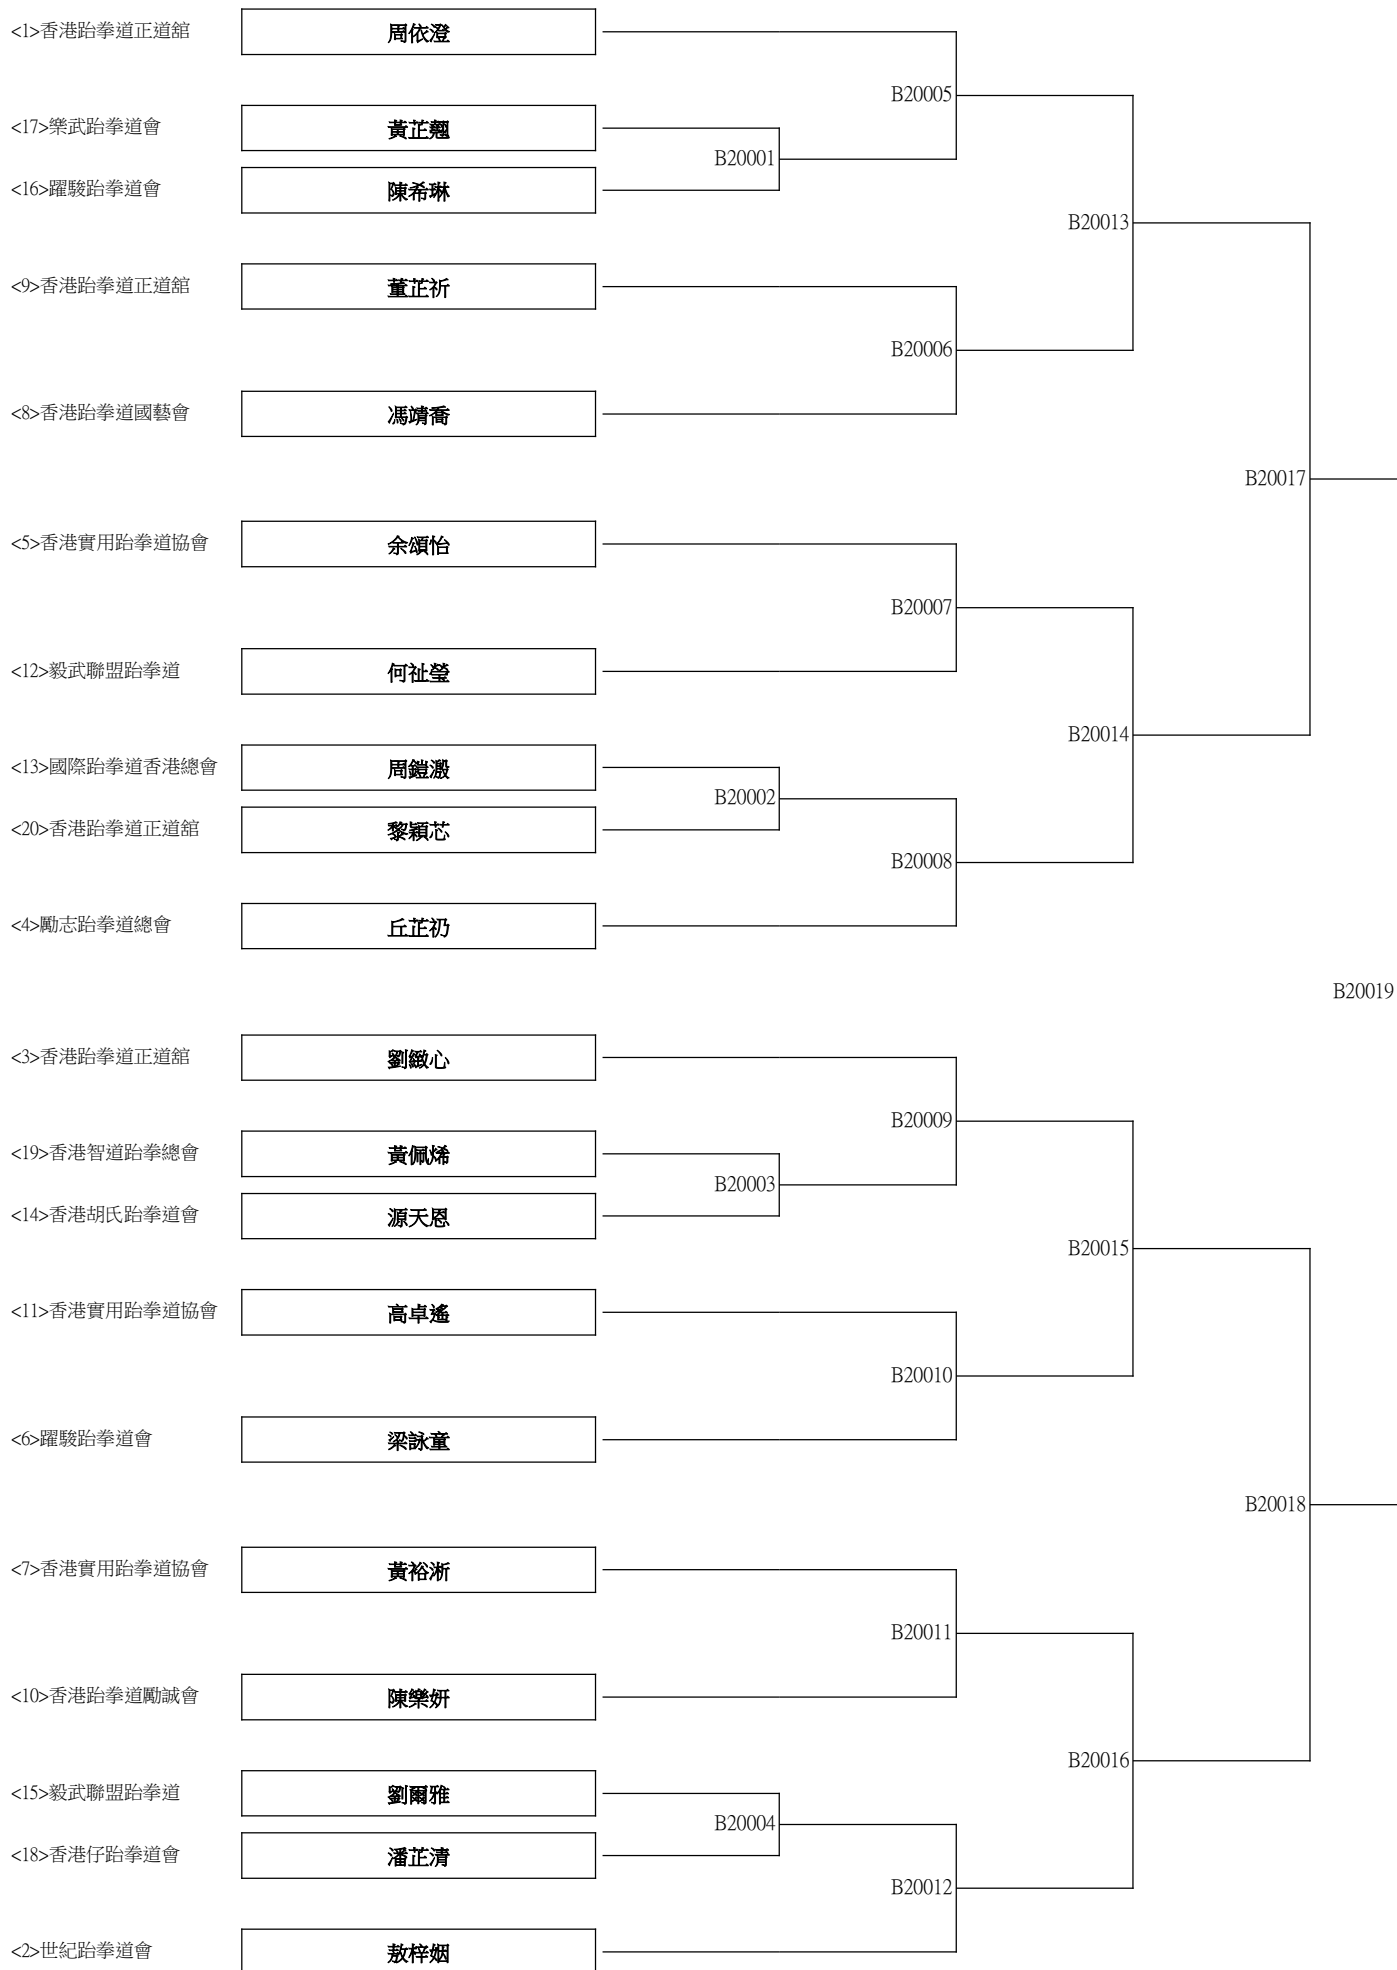 <1>香港跆拳道正道舘 周依澄
B20005
<17>樂武跆拳道會 黃芷翹
B20001
<16>躍駿跆拳道會 陳希琳
B20013
<9>香港跆拳道正道舘 董芷祈
B20006
<8>香港跆拳道國藝會 馮靖喬
B20017
<5>香港實用跆拳道協會 余頌怡
B20007
<12>毅武聯盟跆拳道 何祉瑩
B20014
<13>國際跆拳道香港總會 周鎧潊
B20002
<20>香港跆拳道正道舘 黎穎芯
B20008
<4>勵志跆拳道總會 丘芷礽
B20019
<3>香港跆拳道正道舘 劉緻心
B20009
<19>香港智道跆拳總會 黃佩烯
B20003
<14>香港胡氏跆拳道會 源天恩
B20015
<11>香港實用跆拳道協會 高卓遙
B20010
<6>躍駿跆拳道會 梁詠童
B20018
<7>香港實用跆拳道協會 黃裕淅
B20011
<10>香港跆拳道勵誠會 陳樂妍
B20016
<15>毅武聯盟跆拳道 劉爾雅
B20004
<18>香港仔跆拳道會 潘芷清
B20012
<2>世紀跆拳道會 敖梓姻